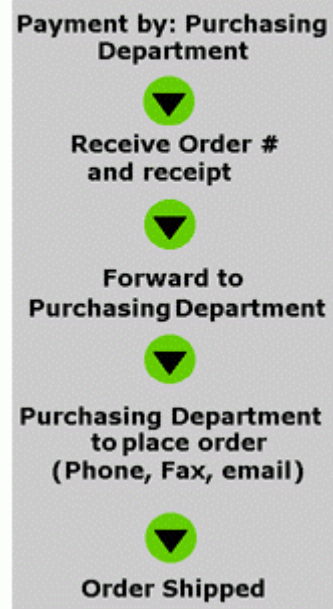 Payment by: Purchasing
Department
Receive Order #
and receipt
Forward to
Purchasing Department
Purchasing Department
to place order
(Phone, Fax, email)
Order Shipped